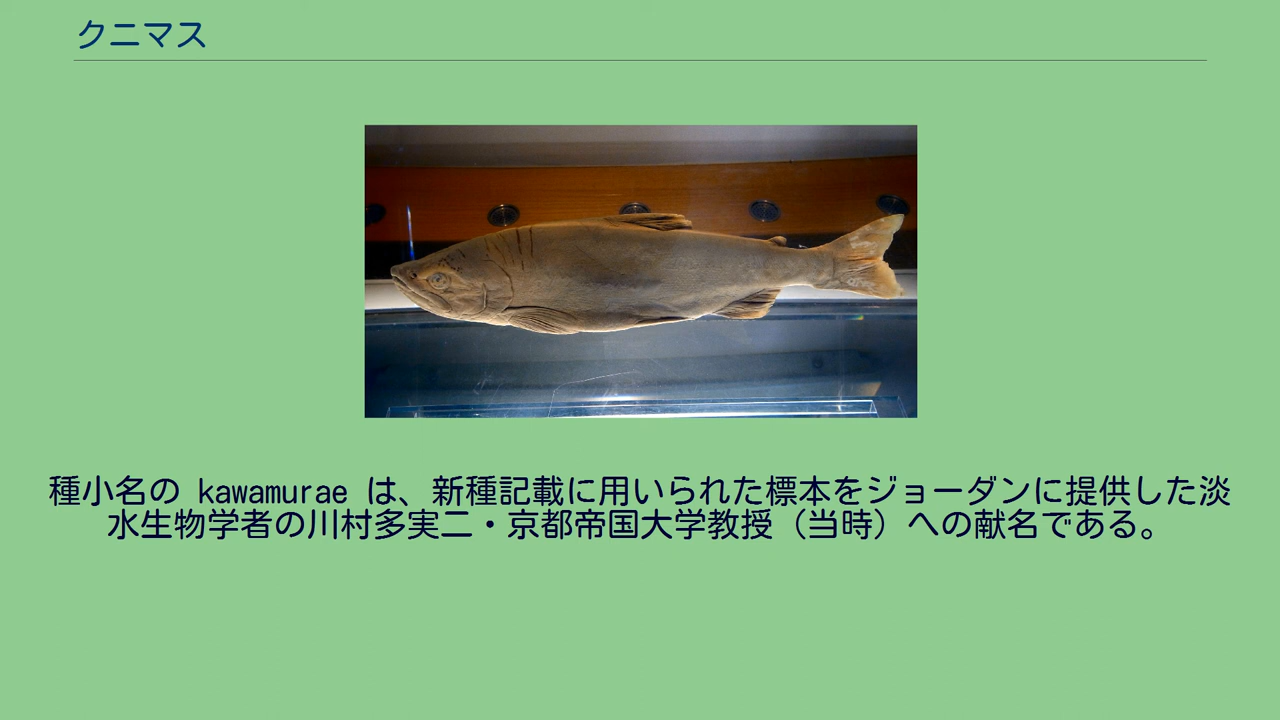 クニマス
種小名の kawamurae は、新種記載に用いられた標本をジョーダンに提供した淡
水生物学者の川村多実二・京都帝国大学教授（当時）への献名である。